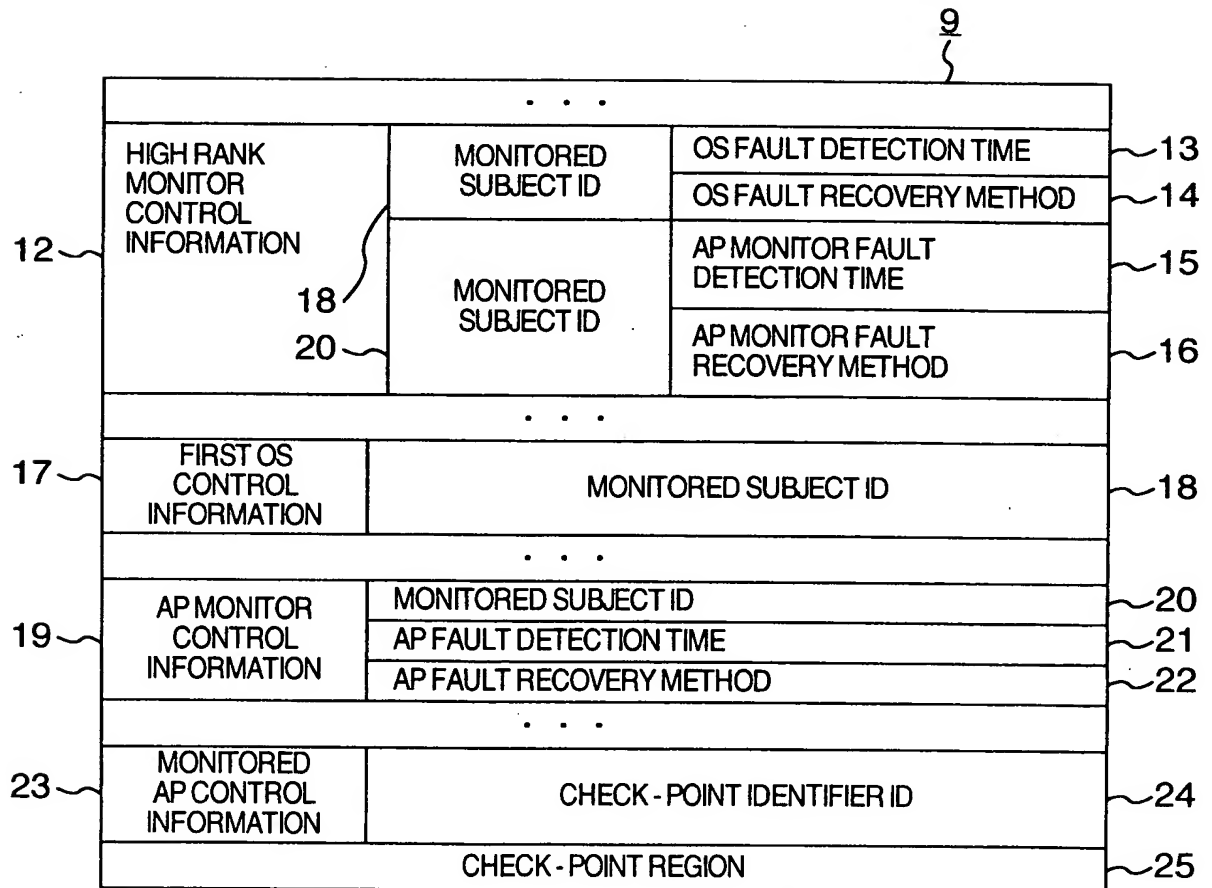 9
. . .
HIGH RANK
MONITOR
CONTROL
INFORMATION
12
MONITORED
SUBJECT ID
18
OS FAULT DETECTION TIME
13
OS FAULT RECOVERY METHOD
14
MONITORED
SUBJECT ID
20
AP MONITOR FAULT
DETECTION TIME
15
AP MONITOR FAULT
RECOVERY METHOD
16
. . .
17
FIRST OS
CONTROL
INFORMATION
MONITORED SUBJECT ID
18
. . .
19
AP MONITOR
CONTROL
INFORMATION
MONITORED SUBJECT ID
20
AP FAULT DETECTION TIME
21
AP FAULT RECOVERY METHOD
22
. . .
23
MONITORED
AP CONTROL
INFORMATION
CHECK - POINT IDENTIFIER ID
24
CHECK - POINT REGION
25